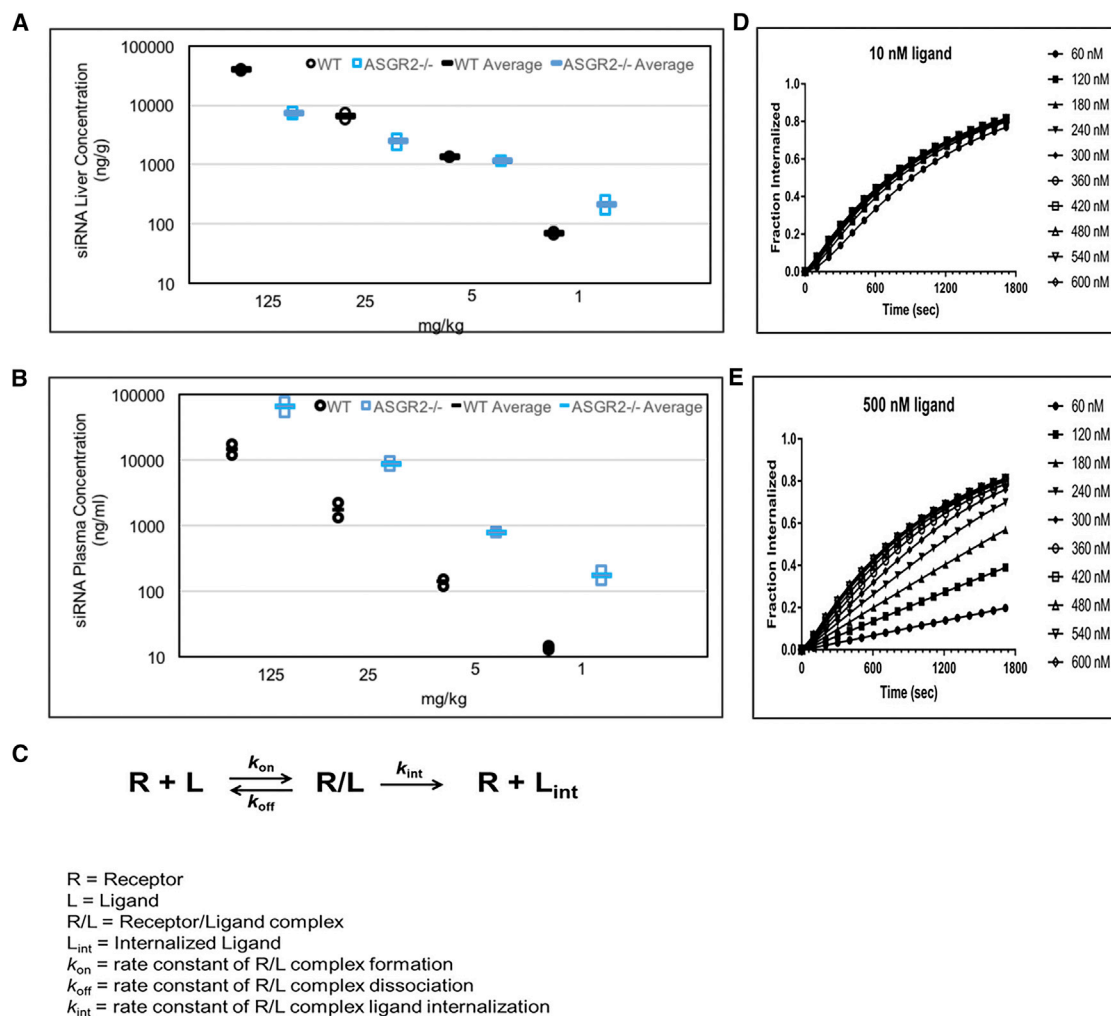 A
siRNA Liver Concentration
(ng/g)
100000
10000
1000
100
10
WT ASGR2-/- WT Average ASGR2-/- Average
125 25 5 1
mg/kg
B
siRNA Plasma Concentration
(ng/ml)
100000
10000
1000
100
10
WT ASGR2-/- WT Average ASGR2-/- Average
125 25 5 1
mg/kg
C
R + L kon koff R/L kint R + Lint
R = Receptor
L = Ligand
R/L = Receptor/Ligand complex
Lint = Internalized Ligand
kon = rate constant of R/L complex formation
koff = rate constant of R/L complex dissociation
kint = rate constant of R/L complex ligand internalization
D
10 nM ligand
Fraction Internalized
1.0
0.8
0.6
0.4
0.2
0.0
0 600 1200 1800
Time (sec)
60 nM
120 nM
180 nM
240 nM
300 nM
360 nM
420 nM
480 nM
540 nM
600 nM
E
500 nM ligand
Fraction Internalized
1.0
0.8
0.6
0.4
0.2
0.0
0 600 1200 1800
Time (sec)
60 nM
120 nM
180 nM
240 nM
300 nM
360 nM
420 nM
480 nM
540 nM
600 nM